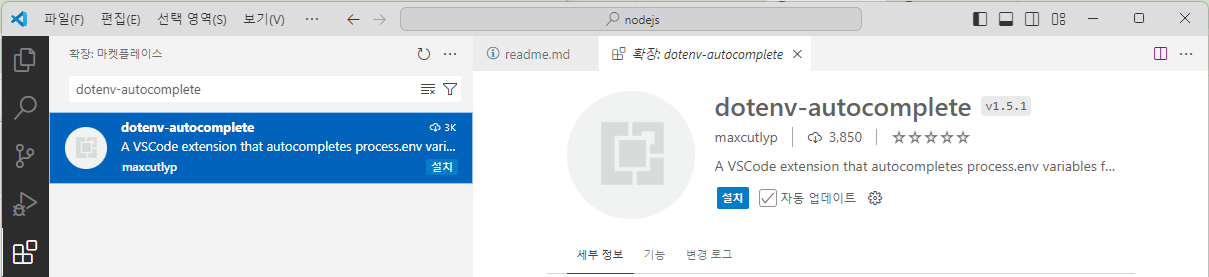 파일(F) 편집(E) 선택 영역(S) 보기(V) ··· nodejs
확장: 마켓플레이스 ···
readme.md 확장: dotenv-autocomplete ···
dotenv-autocomplete
dotenv-autocomplete 3K
A VSCode extension that autocompletes process.env vari...
maxcutlyp 설치
dotenv-autocomplete v1.5.1
maxcutlyp 3,850
A VSCode extension that autocompletes process.env variables f...
설치 자동 업데이트
세부 정보 기능 변경 로그